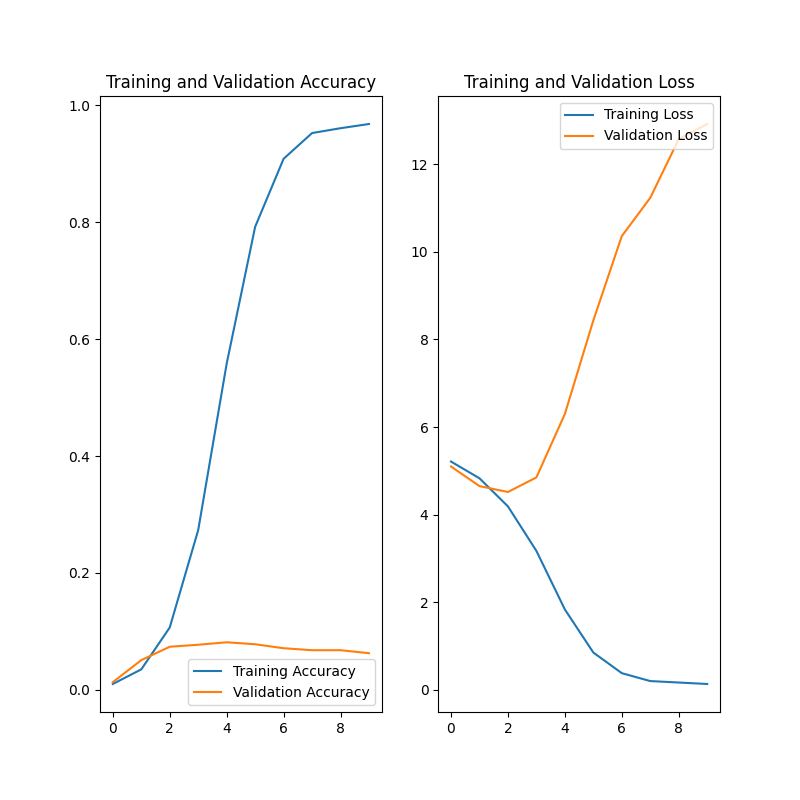 Training and Validation Accuracy
1.0
0.8
0.6
0.4
0.2
0.0
0 2 4 6 8
Training Accuracy
Validation Accuracy
Training and Validation Loss
12
10
8
6
4
2
0
0 2 4 6 8
Training Loss
Validation Loss